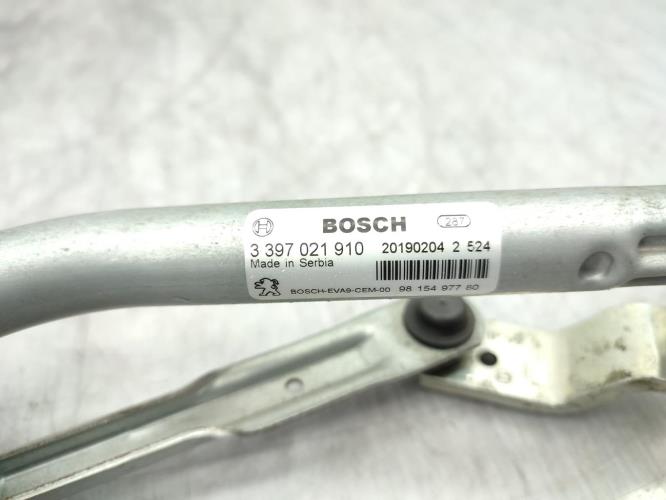 BOSCH 287
3 397 021 910 20190204 2 524
Made in Serbia
BOSCH-EVA9-CEM-00 98 154 977 80